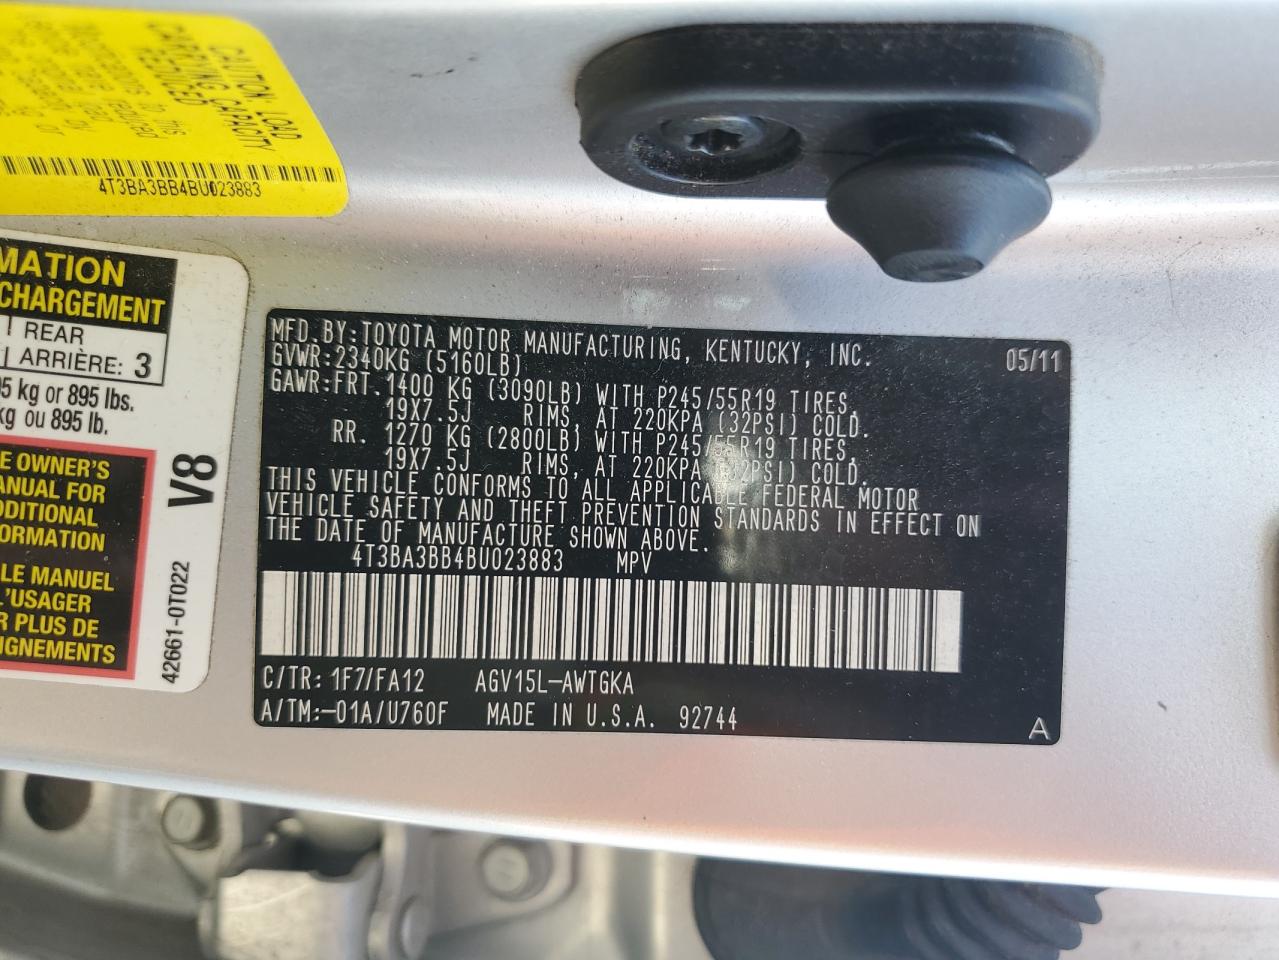 CAUTION: LOAD
CARRYING CAPACITY
REDUCED
4T3BA3BB4BU023883
MATION
CHARGEMENT
REAR
ARRIÈRE: 3
5 kg or 895 lbs.
kg ou 895 lb.
E OWNER'S
ANUAL FOR
DDITIONAL
FORMATION
LE MANUEL
L'USAGER
R PLUS DE
IGNEMENTS
V8
42661-0T022
MFD.BY:TOYOTA MOTOR MANUFACTURING, KENTUCKY, INC. 05/11
GVWR:2340KG (5160LB)
GAWR:FRT. 1400 KG (3090LB) WITH P245/55R19 TIRES,
19X7.5J RIMS, AT 220KPA (32PSI) COLD.
RR. 1270 KG (2800LB) WITH P245/55R19 TIRES,
19X7.5J RIMS, AT 220KPA (32PSI) COLD.
THIS VEHICLE CONFORMS TO ALL APPLICABLE FEDERAL MOTOR
VEHICLE SAFETY AND THEFT PREVENTION STANDARDS IN EFFECT ON
THE DATE OF MANUFACTURE SHOWN ABOVE.
4T3BA3BB4BU023883 MPV
C/TR: 1F7/FA12 AGV15L-AWTGKA
A/TM:-01A/U760F MADE IN U.S.A. 92744
A